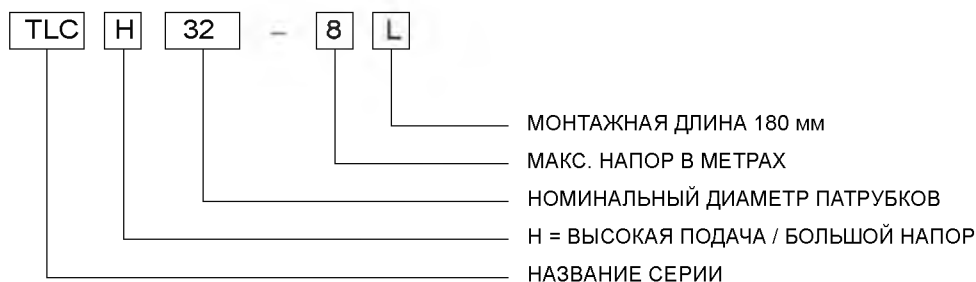 TLC H 32 - 8 L
МОНТАЖНАЯ ДЛИНА 180 мм
МАКС. НАПОР В МЕТРАХ
НОМИНАЛЬНЫЙ ДИАМЕТР ПАТРУБКОВ
Н = ВЫСОКАЯ ПОДАЧА / БОЛЬШОЙ НАПОР
НАЗВАНИЕ СЕРИИ